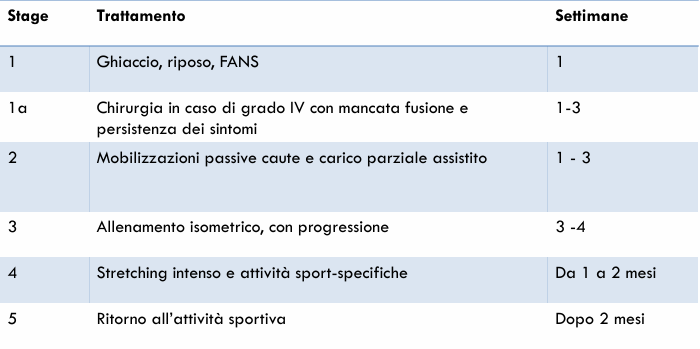 Stage Trattamento Settimane
1 Ghiaccio, riposo, FANS 1
1a Chirurgia in caso di grado IV con mancata fusione e 1-3
persistenza dei sintomi
2 Mobilizzazioni passive caute e carico parziale assistito 1 - 3
3 Allenamento isometrico, con progressione 3 -4
4 Stretching intenso e attività sport-specifiche Da 1 a 2 mesi
5 Ritorno all'attività sportiva Dopo 2 mesi